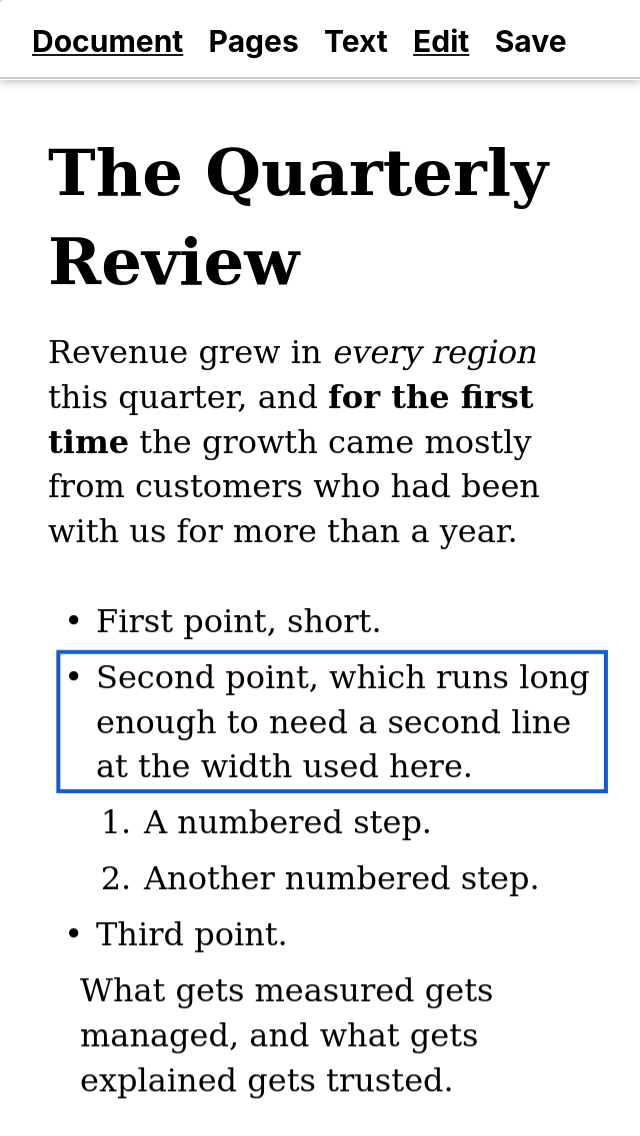 Document Pages Text Edit Save
The Quarterly
Review
Revenue grew in every region
this quarter, and for the first
time the growth came mostly
from customers who had been
with us for more than a year.
• First point, short.
• Second point, which runs long
enough to need a second line
at the width used here.
1. A numbered step.
2. Another numbered step.
• Third point.
What gets measured gets
managed, and what gets
explained gets trusted.